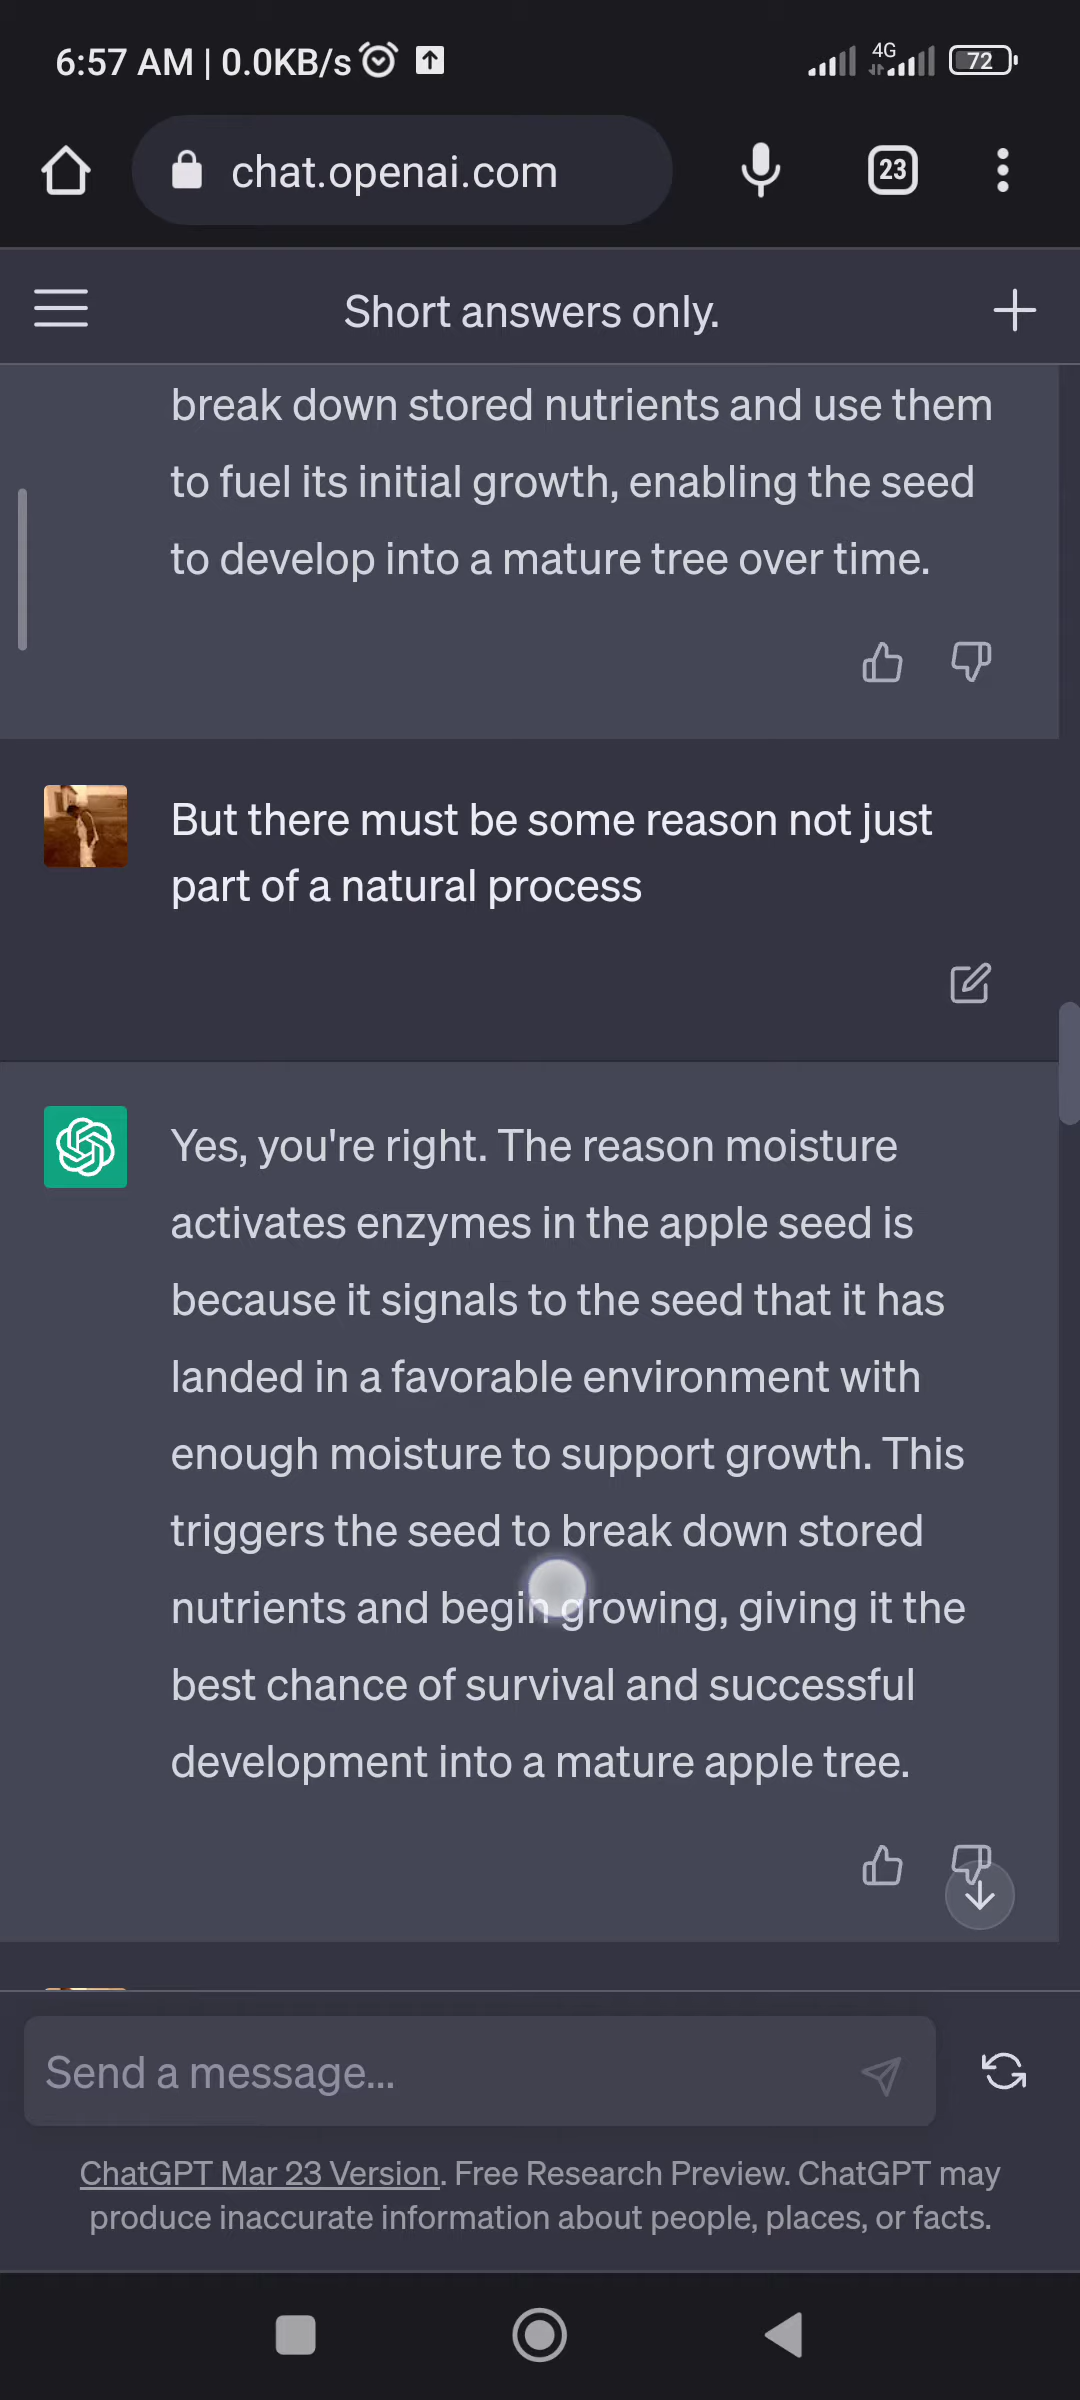 6:57 AM | 0.0KB/s
4G
72
chat.openai.com
23
Short answers only.
break down stored nutrients and use them
to fuel its initial growth, enabling the seed
to develop into a mature tree over time.
But there must be some reason not just
part of a natural process
Yes, you're right. The reason moisture
activates enzymes in the apple seed is
because it signals to the seed that it has
landed in a favorable environment with
enough moisture to support growth. This
triggers the seed to break down stored
nutrients and begin growing, giving it the
best chance of survival and successful
development into a mature apple tree.
Send a message...
ChatGPT Mar 23 Version. Free Research Preview. ChatGPT may
produce inaccurate information about people, places, or facts.